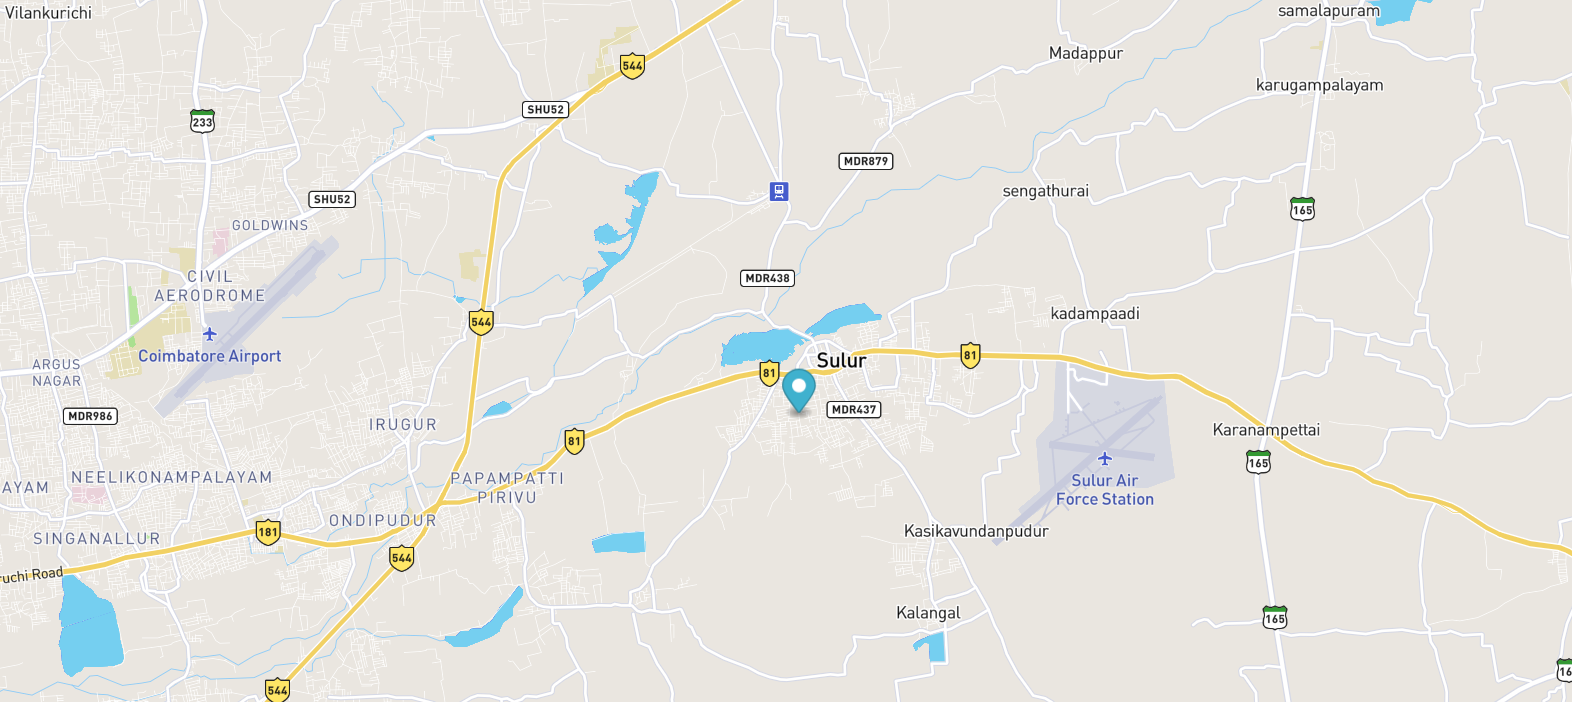 Vilankurichi
samalapuram
Madappur
544
karugampalayam
SHU52
233
MDR879
sengathurai
SHU52
165
GOLDWINS
CIVIL
AERODROME
MDR438
kadampaadi
544
Coimbatore Airport
81
Sulur
ARGUS
NAGAR
81
MDR986
MDR437
IRUGUR
Karanampettai
81
165
NEELIKONAMPALAYAM
PAPAMPATTI
PIRIVU
Sulur Air
Force Station
AYAM
ONDIPUDUR
181
SINGANALLUR
Kasikavundanpudur
544
uchi Road
Kalangal
165
16
544